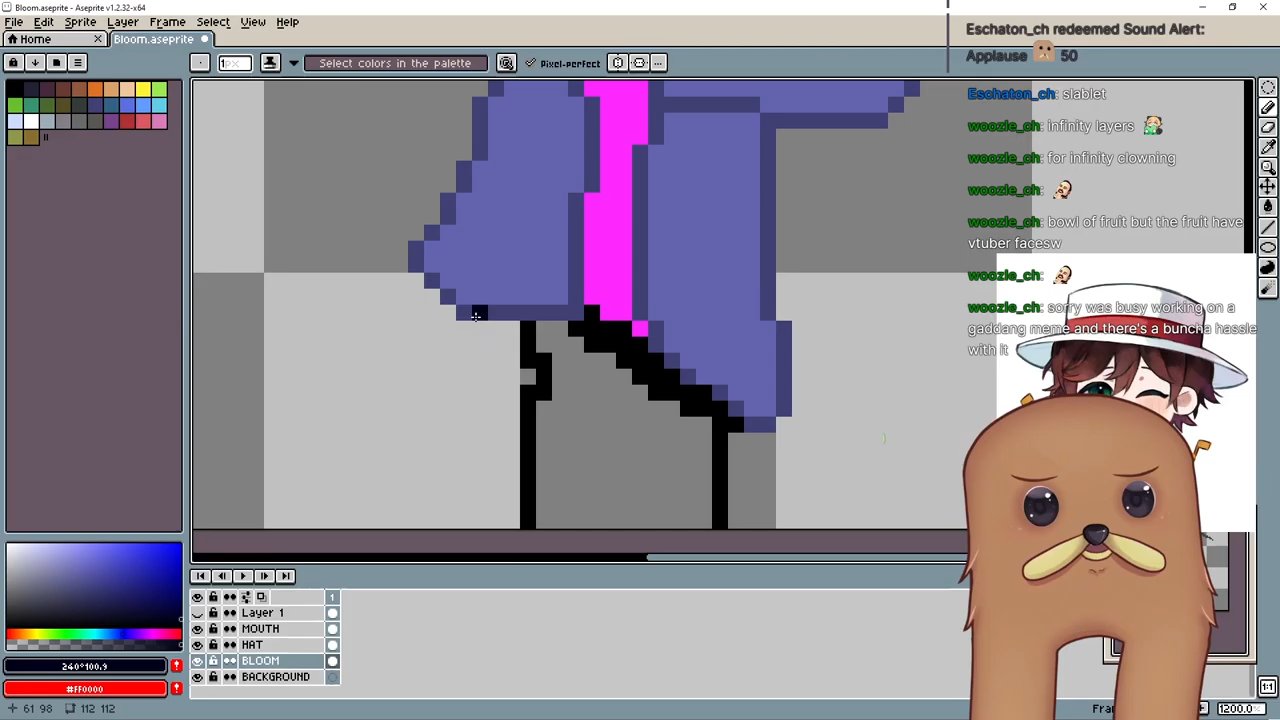 Bloom.aseprite - Aseprite v1.2.32-x64
File Edit Sprite Layer Frame Select View Help
Home Bloom.aseprite
1px Select colors in the palette Pixel-perfect
Eschaton_ch redeemed Sound Alert:
Applause 50
Eschaton_ch: slablet
woozle_ch: infinity layers
woozle_ch: for infinity clowning
woozle_ch:
woozle_ch: bowl of fruit but the fruit have
vtuber facesw
woozle_ch:
woozle_ch: sorry was busy working on a
gaddang meme and there's a buncha hassle
with it
1
Layer 1
MOUTH
HAT
BLOOM
BACKGROUND
240°100,9
#FF0000
61 98 112 112
1200.0
1:1